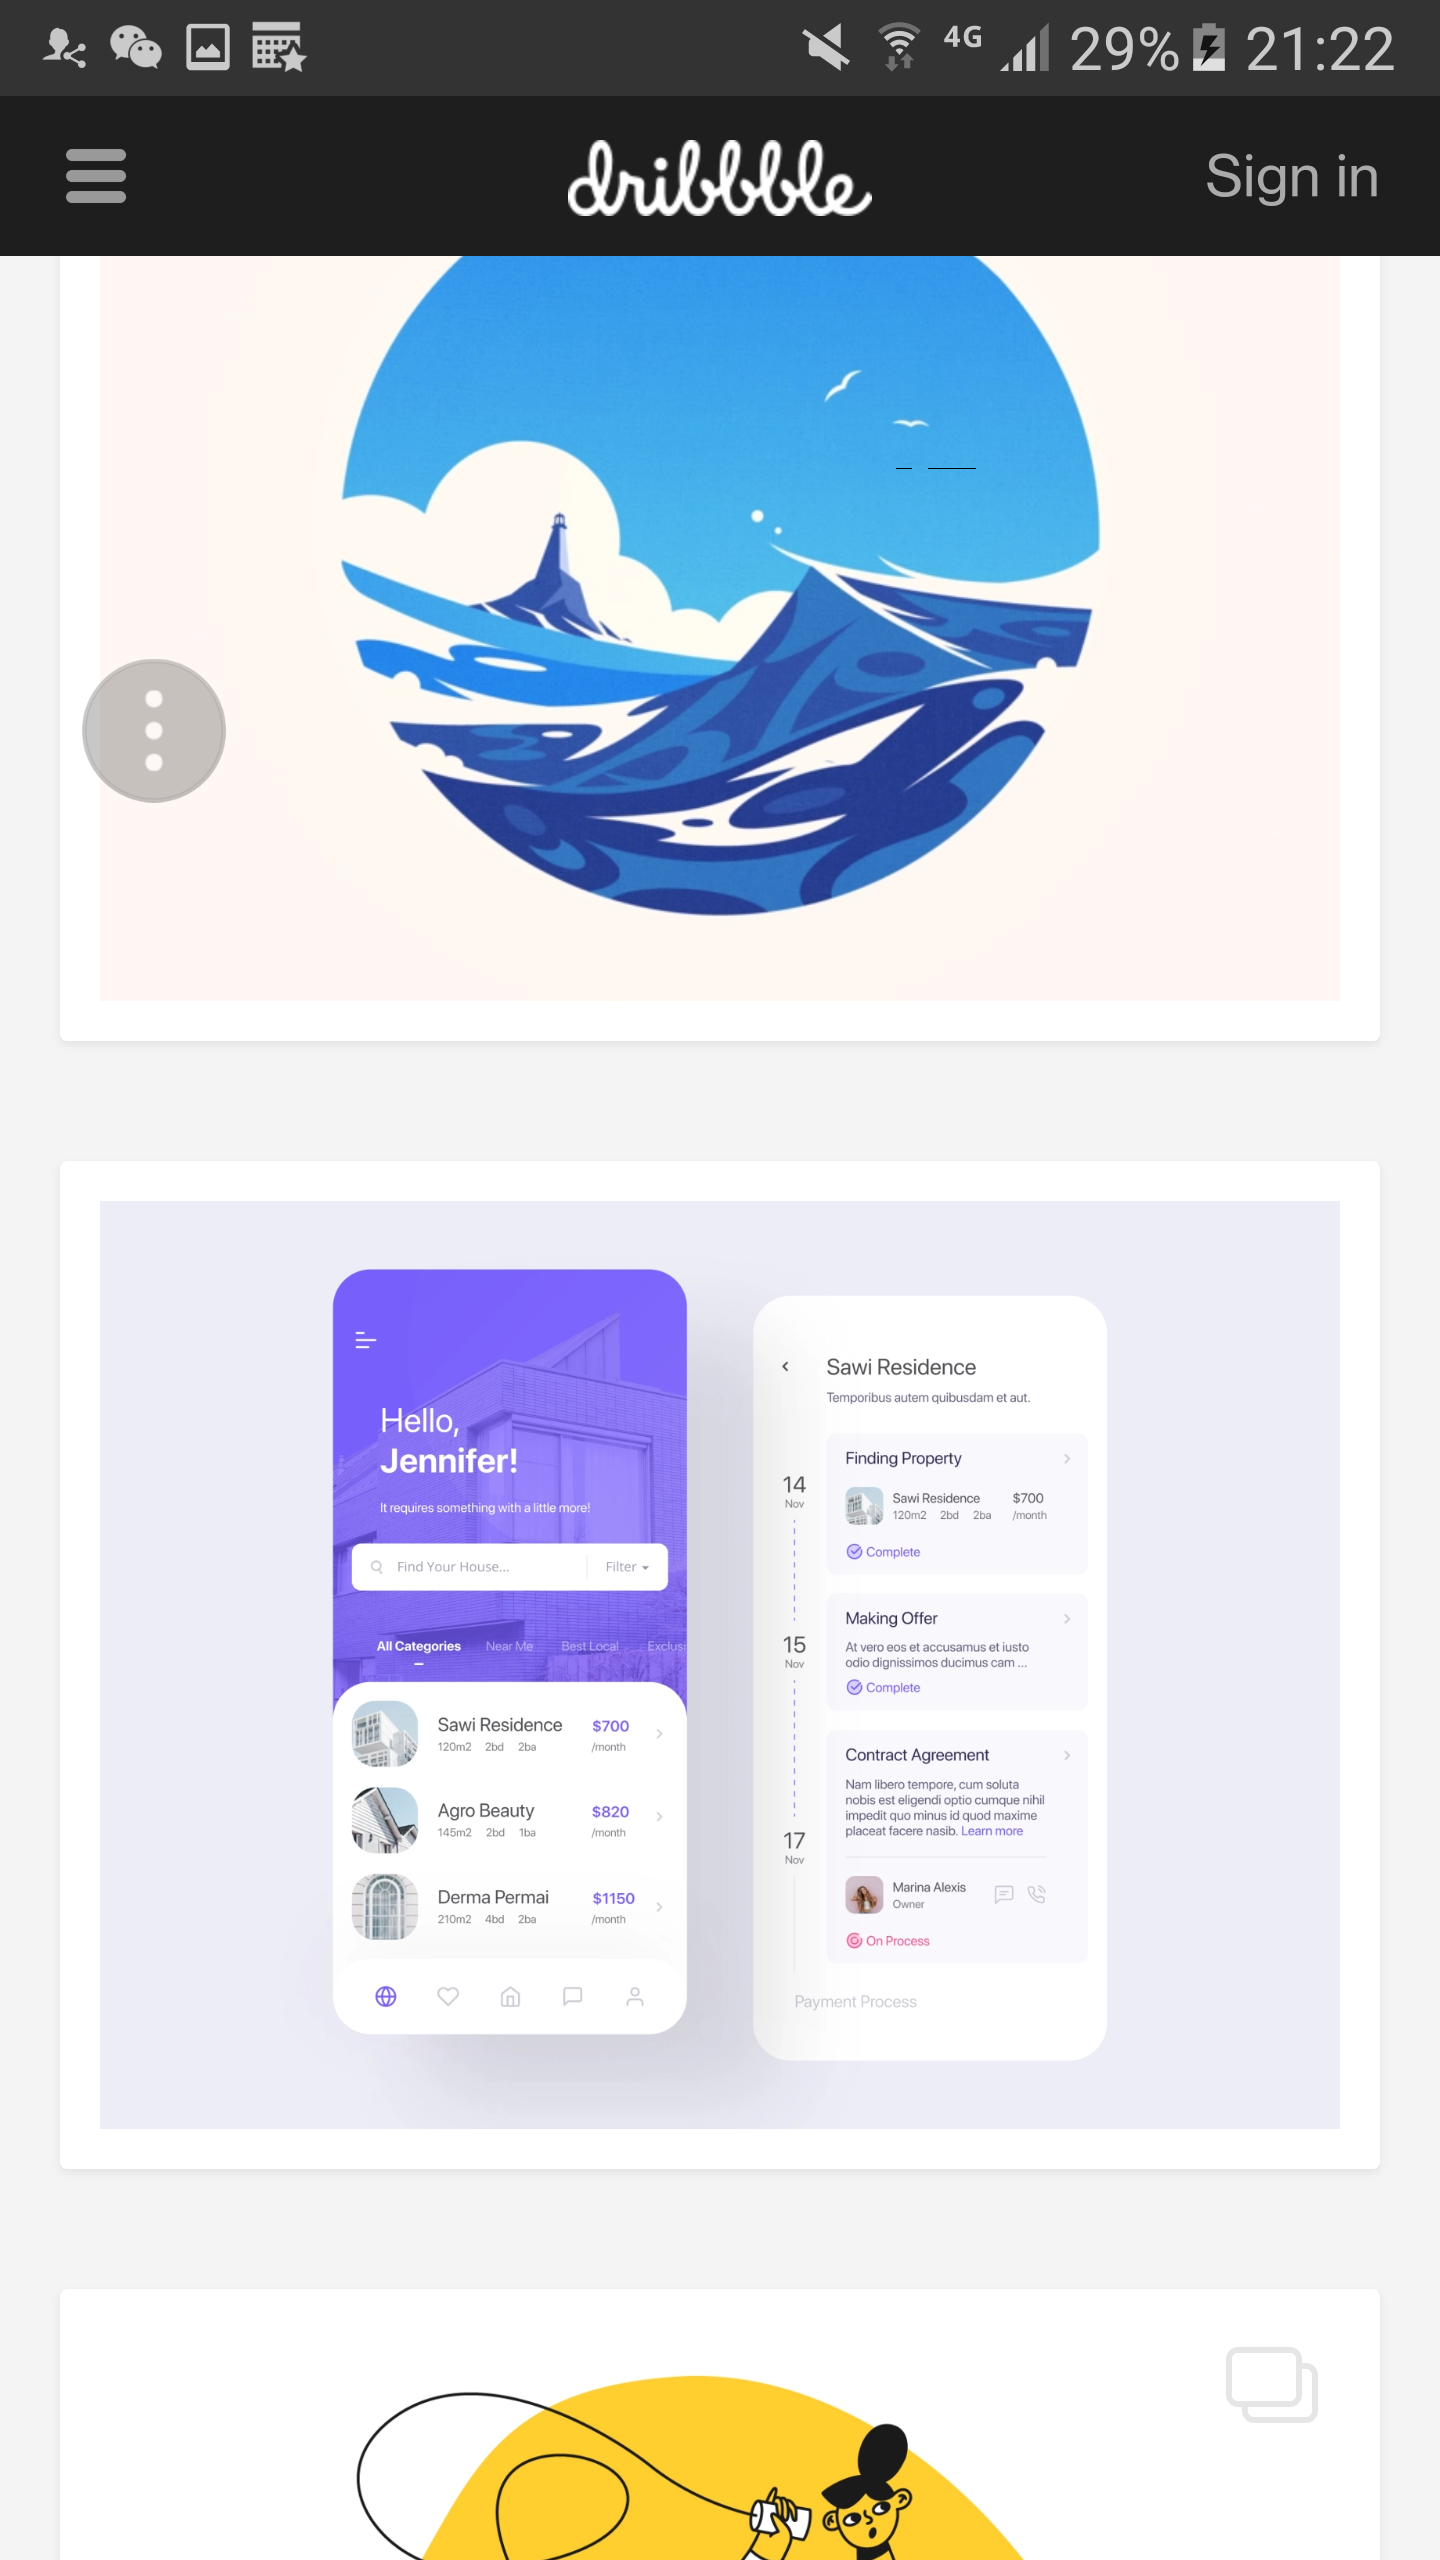 4G 29% 21:22
dribbble Sign in
Hello,
Jennifer!
It requires something with a little more!
Find Your House... Filter
All Categories Near Me Best Local Exclusi
Sawi Residence $700
120m2 2bd 2ba /month
Agro Beauty $820
145m2 2bd 1ba /month
Derma Permai $1150
210m2 4bd 2ba /month
Sawi Residence
Temporibus autem quibusdam et aut.
14
Nov
Finding Property
Sawi Residence $700
120m2 2bd 2ba /month
Complete
15
Nov
Making Offer
At vero eos et accusamus et iusto
odio dignissimos ducimus cam ...
Complete
17
Nov
Contract Agreement
Nam libero tempore, cum soluta
nobis est eligendi optio cumque nihil
impedit quo minus id quod maxime
placeat facere nasib. Learn more
Marina Alexis
Owner
On Process
Payment Process